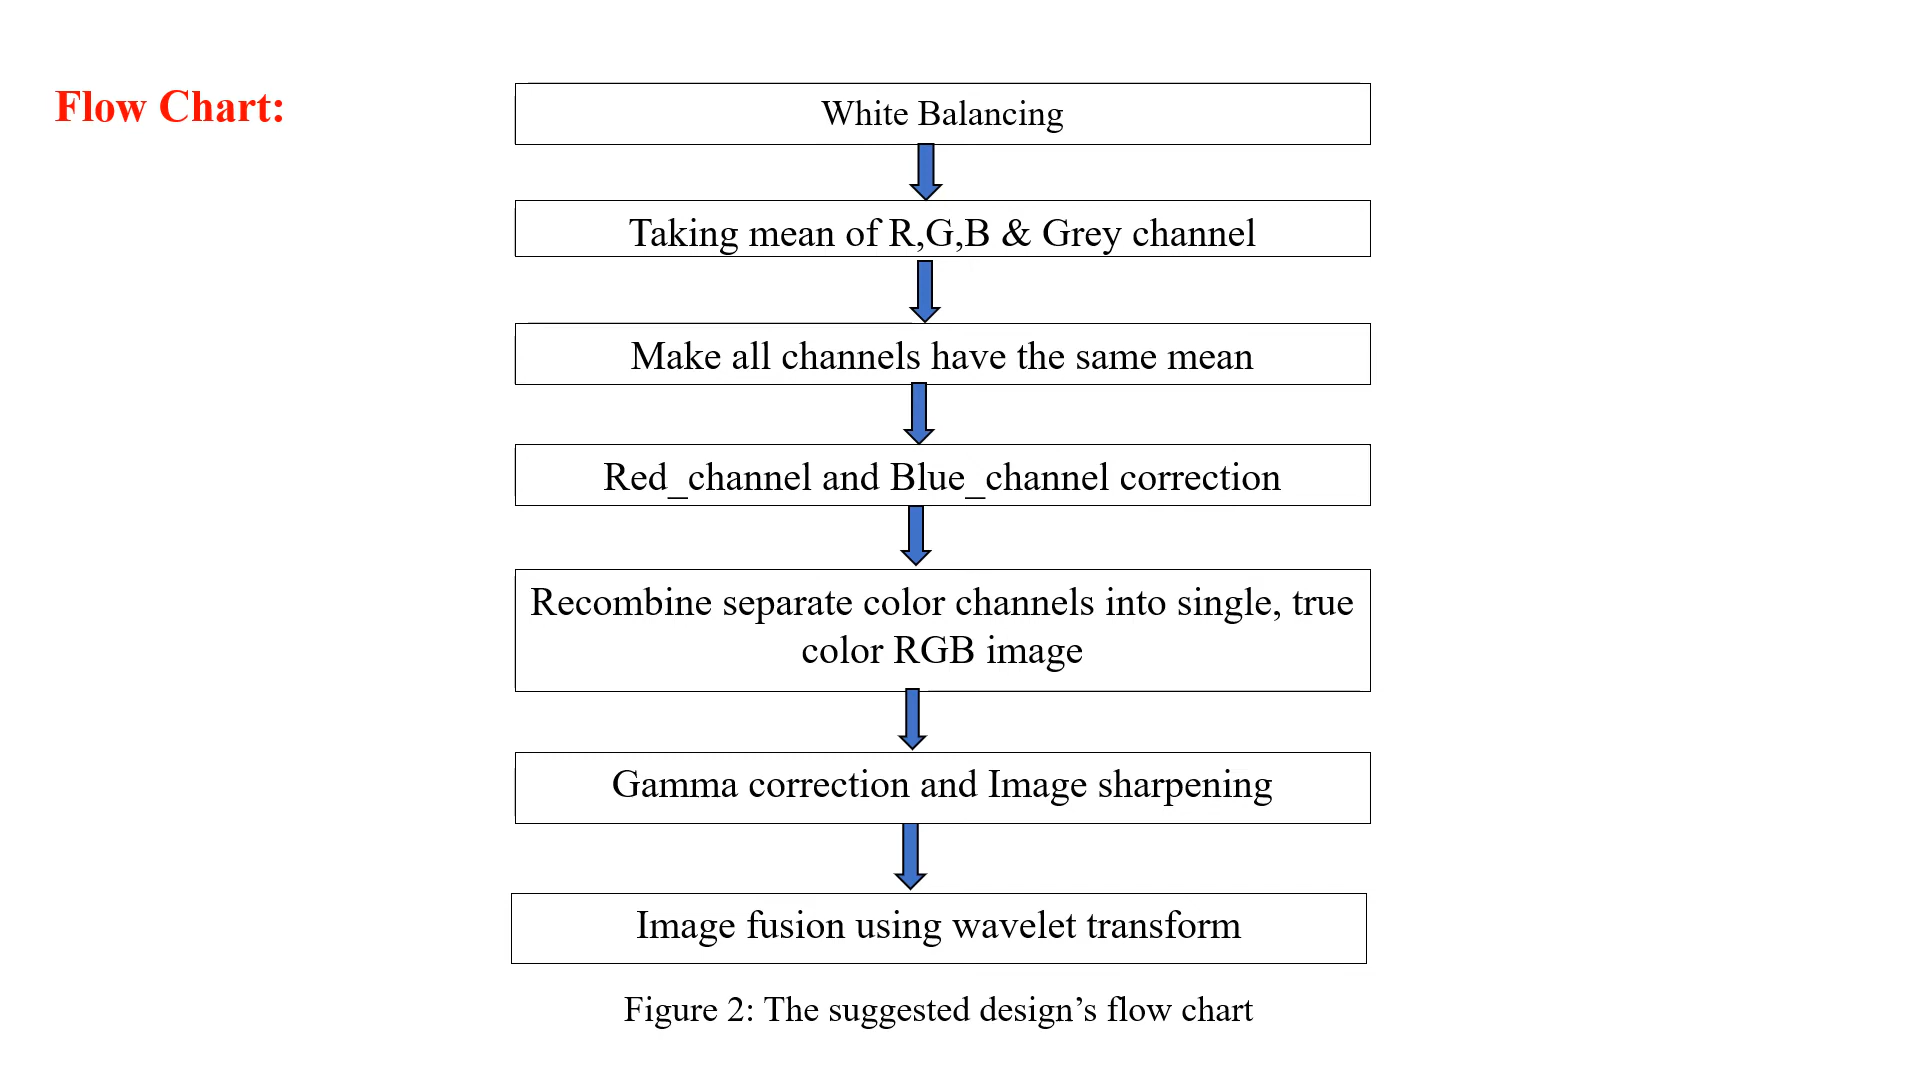 Flow Chart:
White Balancing
Taking mean of R,G,B & Grey channel
Make all channels have the same mean
Red_channel and Blue_channel correction
Recombine separate color channels into single, true
color RGB image
Gamma correction and Image sharpening
Image fusion using wavelet transform
Figure 2: The suggested design’s flow chart